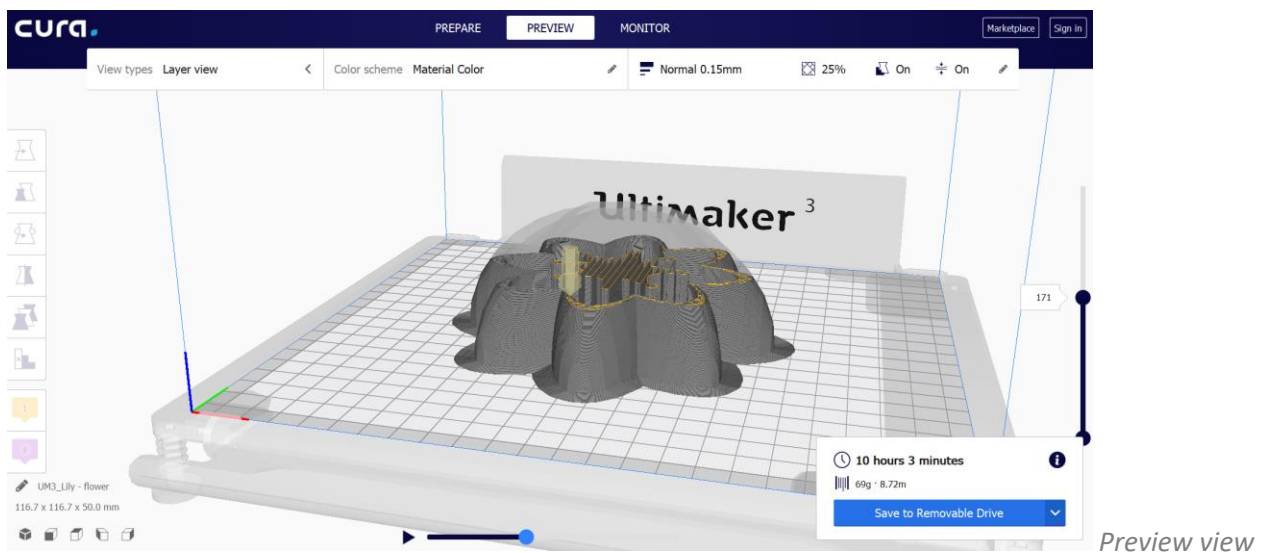 cura.
PREPARE PREVIEW MONITOR
Marketplace Sign in
View types Layer view
Color scheme Material Color
Normal 0.15mm 25% On On
Ultimaker 3
171
1
2
10 hours 3 minutes
69g · 8.72m
Save to Removable Drive
UM3_Lily - flower
116.7 x 116.7 x 50.0 mm
Preview view